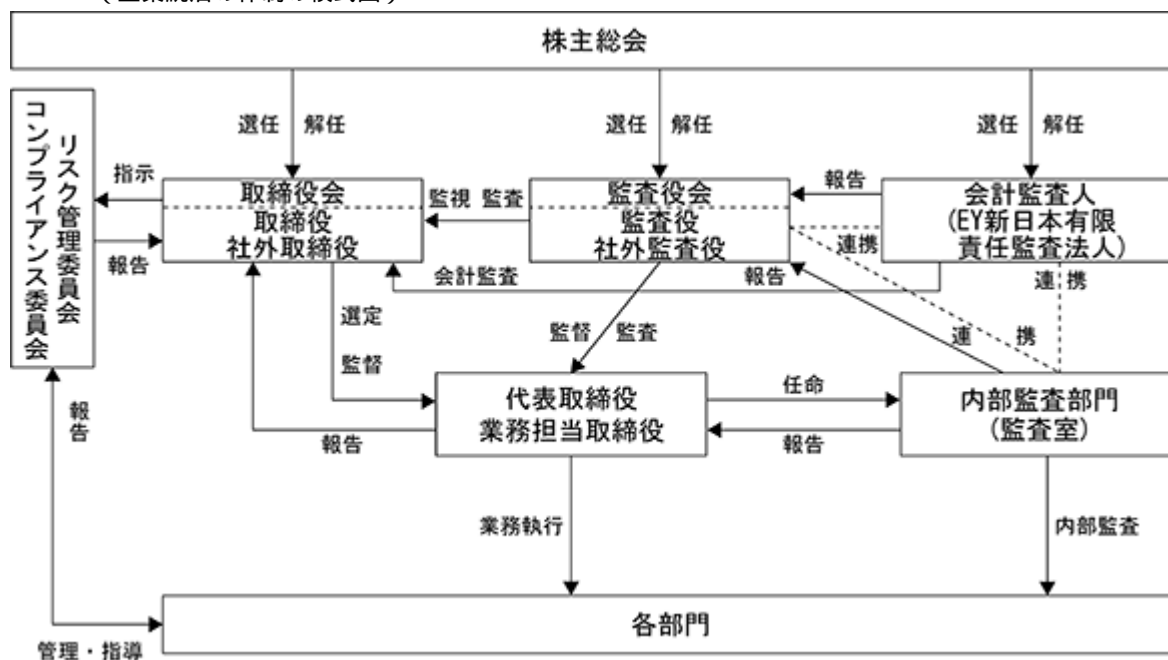 株主総会
選任 解任
選任 解任
選任 解任
リスク管理委員会
コンプライアンス委員会
指示
報告
取締役会
取締役
社外取締役
監視 監査
監査役会
監査役
社外監査役
報告
連携
会計監査人
(EY新日本有限
責任監査法人)
会計監査
報告
連携
選定
監督
監督 監査
連携
代表取締役
業務担当取締役
任命
報告
内部監査部門
(監査室)
報告
報告
業務執行
内部監査
各部門
管理・指導